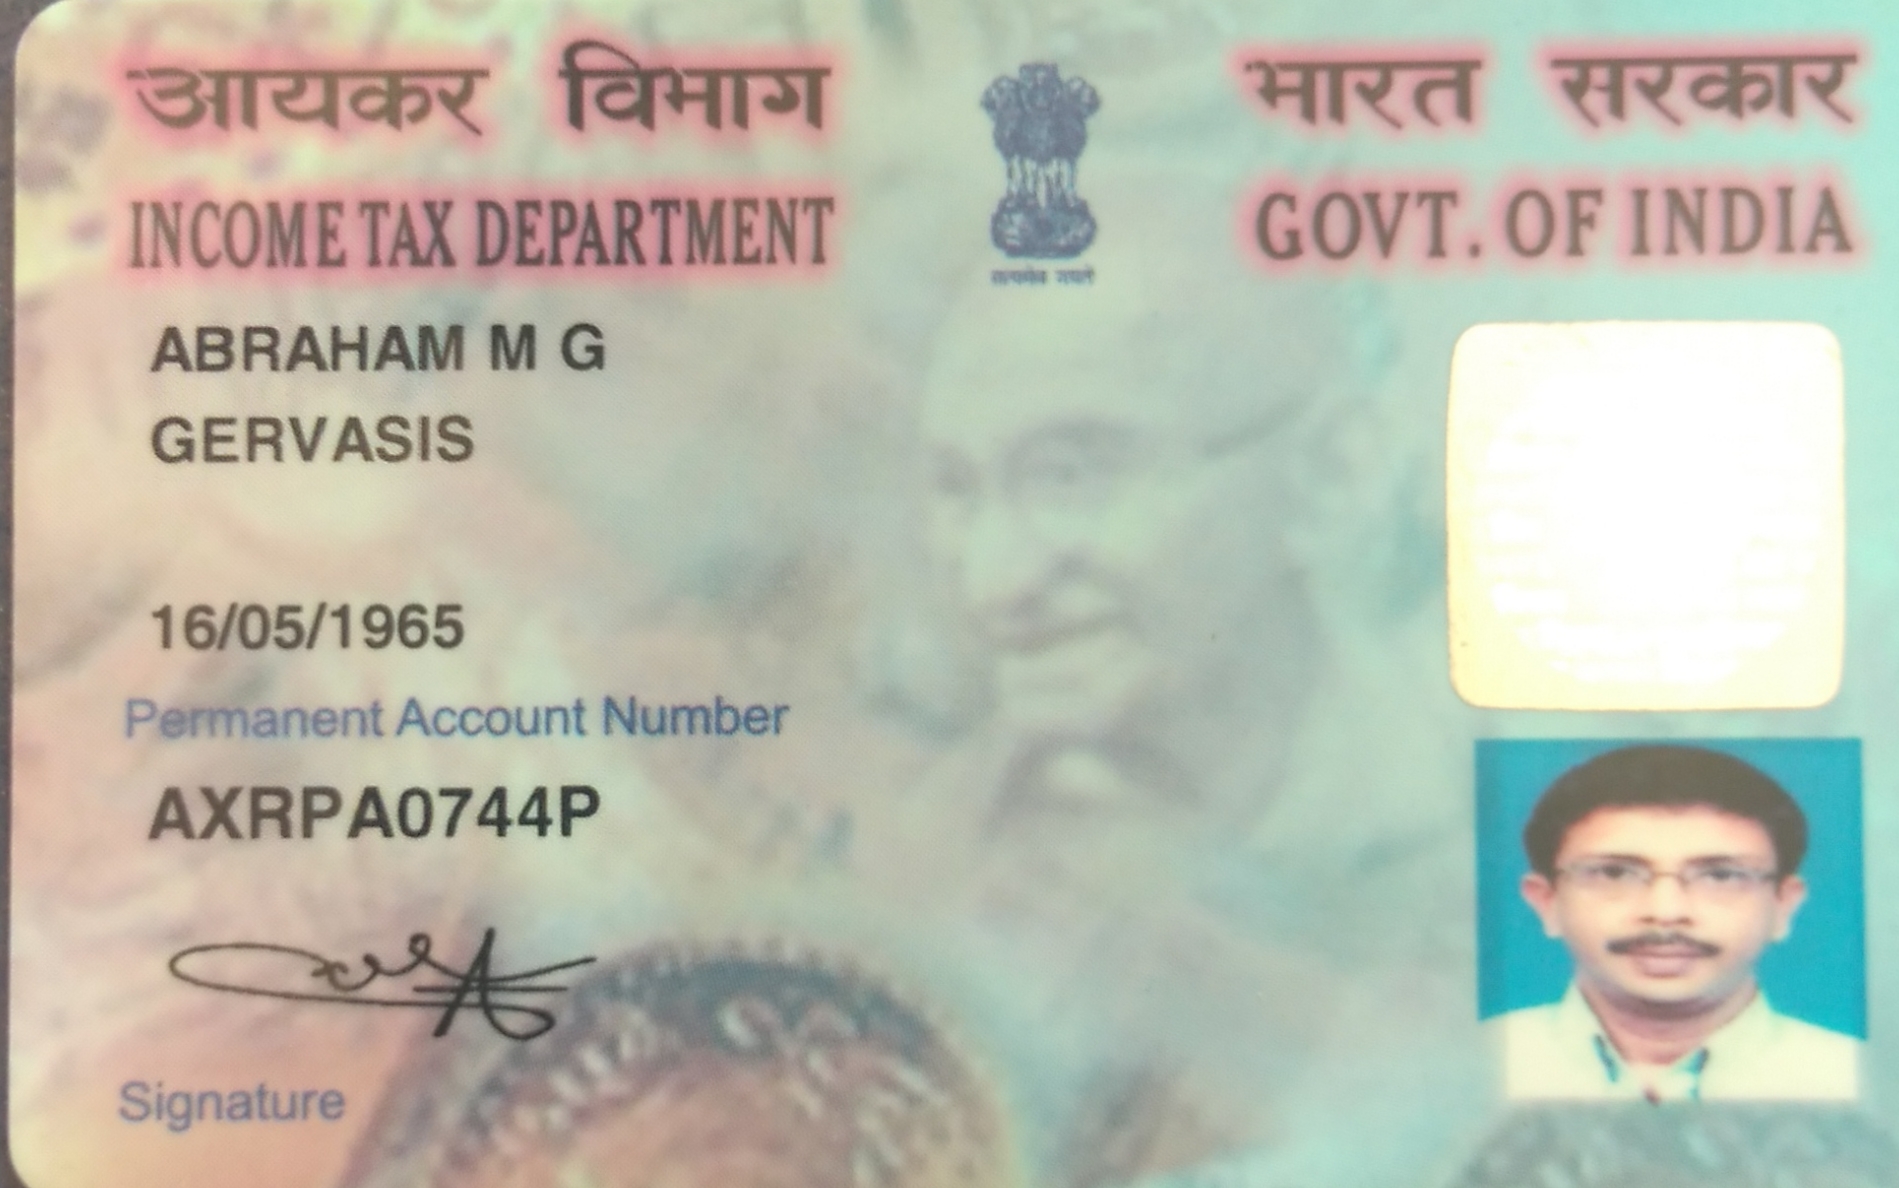 आयकर विभाग
भारत सरकार
INCOME TAX DEPARTMENT
GOVT. OF INDIA
सत्यमेव जयते
ABRAHAM M G
GERVASIS
16/05/1965
Permanent Account Number
AXRPA0744P
Signature